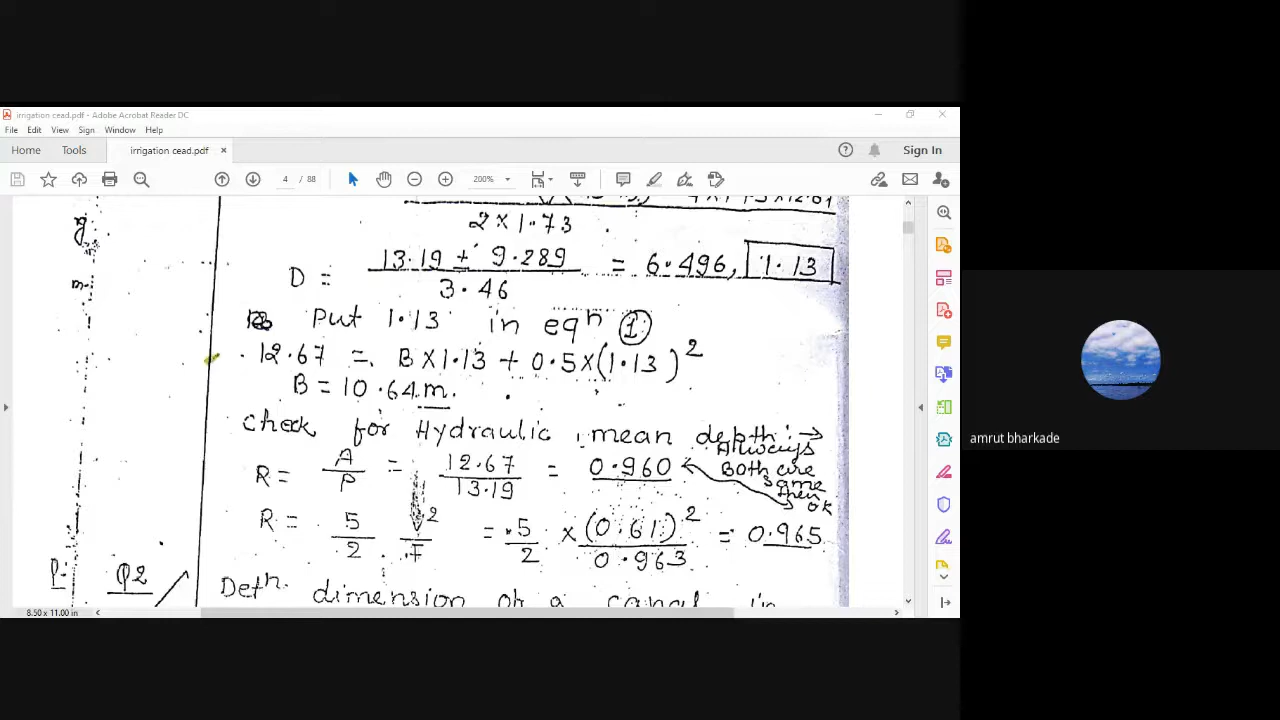 irrigation cead.pdf - Adobe Acrobat Reader DC
File Edit View Sign Window Help
Home Tools irrigation cead.pdf × Sign In
4 / 88 200%
2 × 1.73
D = 13.19 ± 9.289 / 3.46 = 6.496, 1.13
Put 1.13 in eqn 1
12.67 = B × 1.13 + 0.5 × (1.13)2
B = 10.64 m.
Check for Hydraulic mean depth :→
Always
R = A / P = 12.67 / 13.19 = 0.960 Both are
same
then
ok
R = 5 / 2 2 / f = 5 / 2 × (0.61)2 / 0.963 = 0.965
Q2
Detn. dimension of a canal in
8.50 x 11.00 in
amrut bharkade